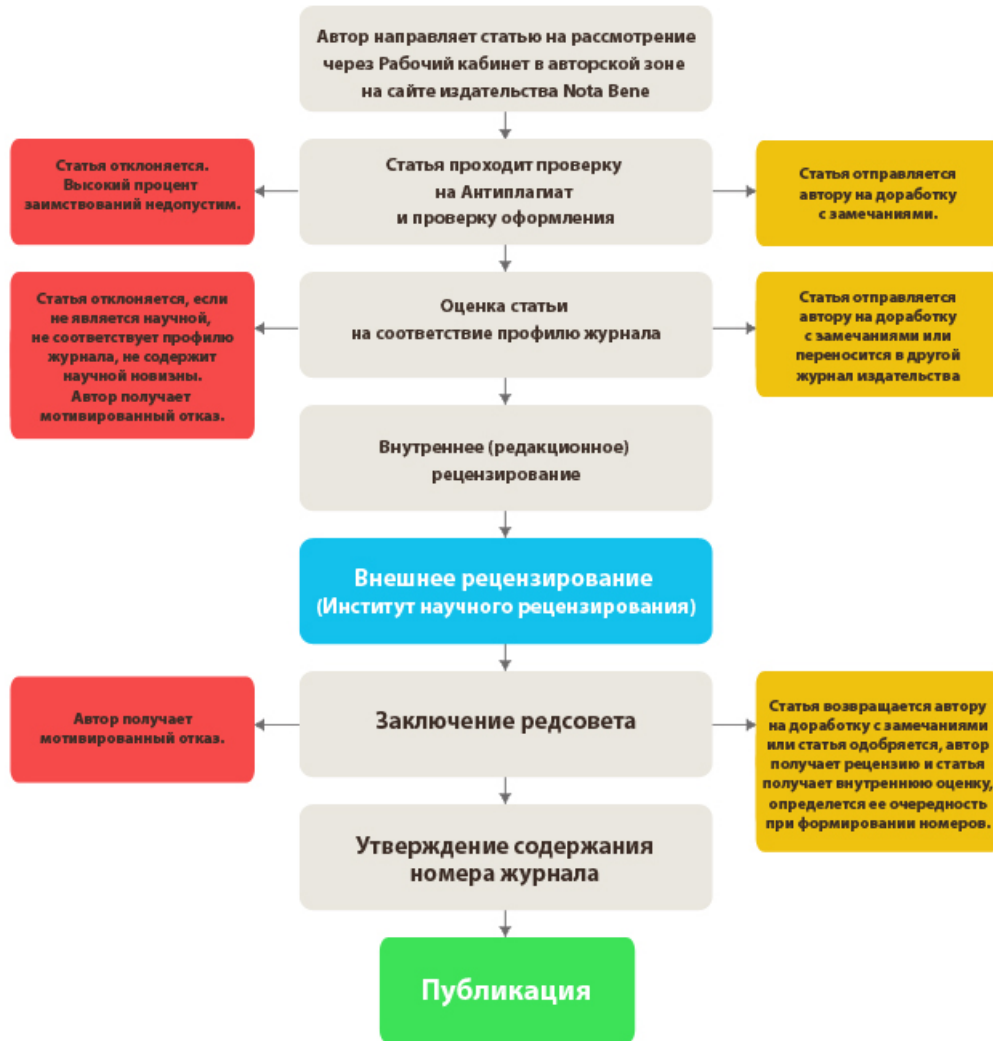 Автор направляет статью на рассмотрение
через Рабочий кабинет в авторской зоне
на сайте издательства Nota Bene
Статья отклоняется.
Высокий процент
заимствований недопустим.
Статья проходит проверку
на Антиплагиат
и проверку оформления
Статья отправляется
автору на доработку
с замечаниями.
Статья отклоняется, если
не является научной,
не соответствует профилю
журнала, не содержит
научной новизны.
Автор получает
мотивированный отказ.
Оценка статьи
на соответствие профилю журнала
Статья отправляется
автору на доработку
с замечаниями или
переносится в другой
журнал издательства
Внутреннее (редакционное)
рецензирование
Внешнее рецензирование
(Институт научного рецензирования)
Автор получает
мотивированный отказ.
Заключение редсовета
Статья возвращается автору
на доработку с замечаниями
или статья одобряется, автор
получает рецензию и статья
получает внутреннюю оценку,
определется ее очередность
при формировании номеров.
Утверждение содержания
номера журнала
Публикация